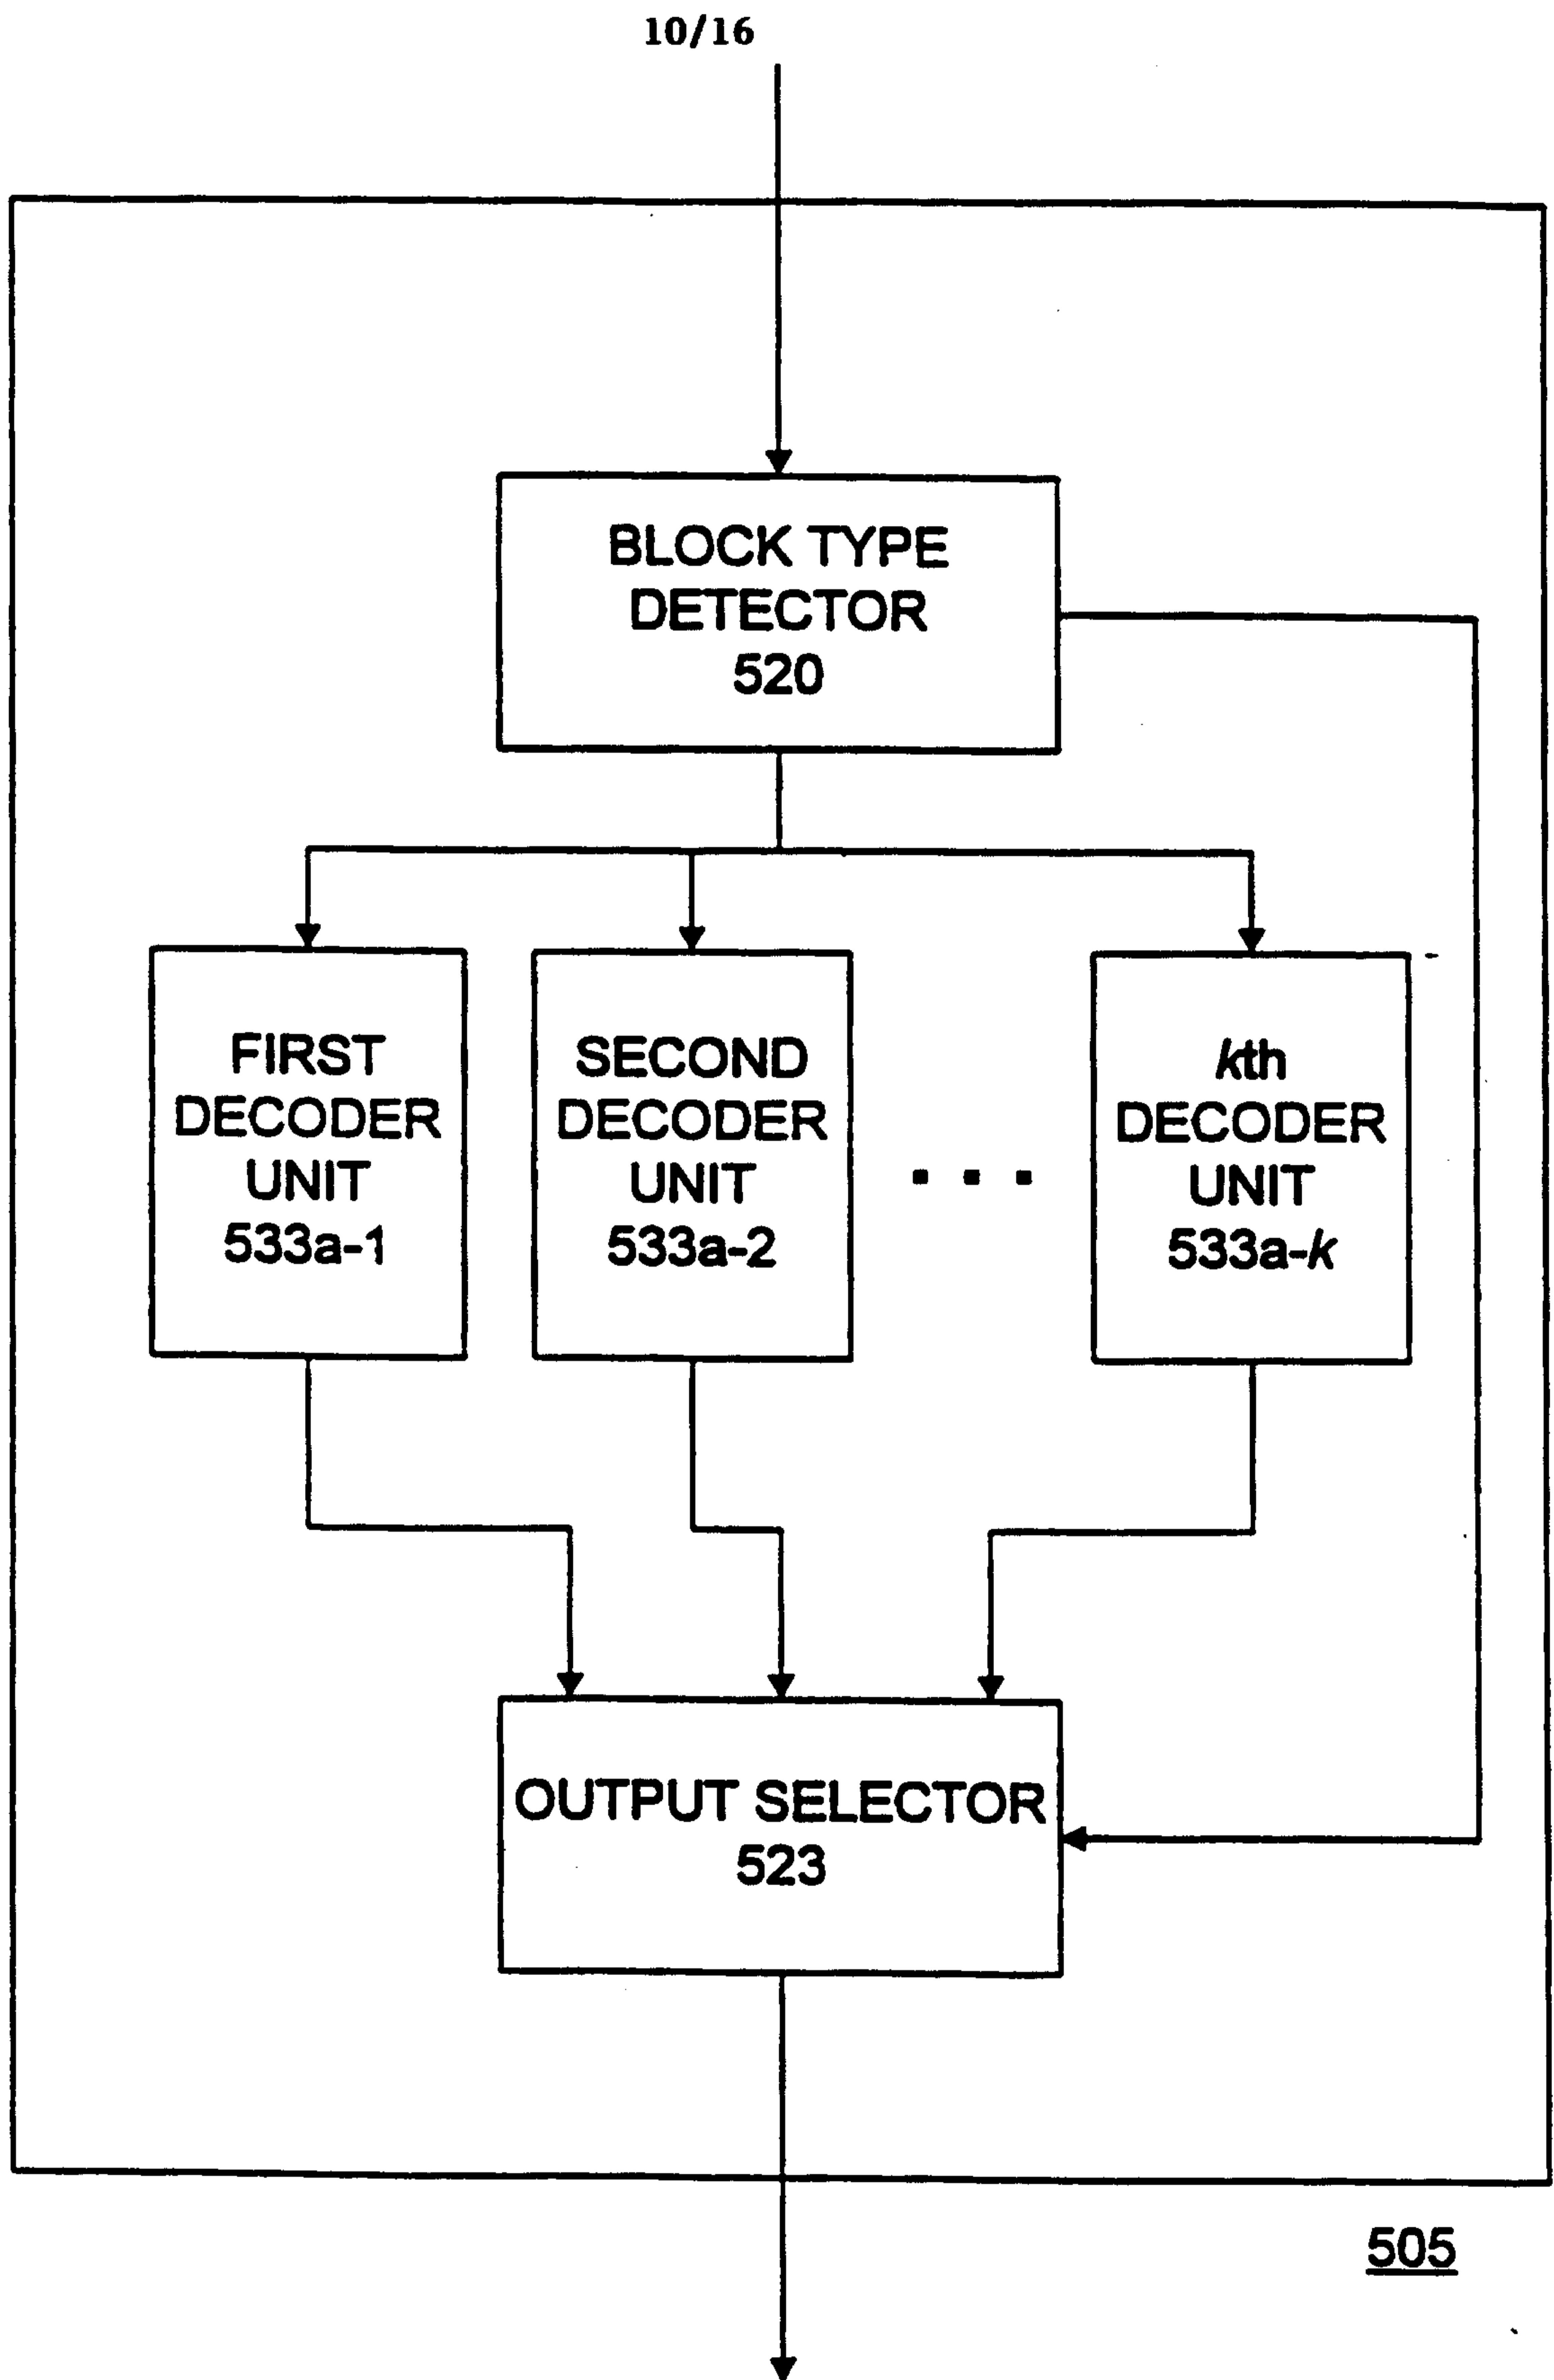 10/16
BLOCK TYPE
DETECTOR
520
FIRST
DECODER
UNIT
533a-1
SECOND
DECODER
UNIT
533a-2
. . .
kth
DECODER
UNIT
533a-k
OUTPUT SELECTOR
523
505